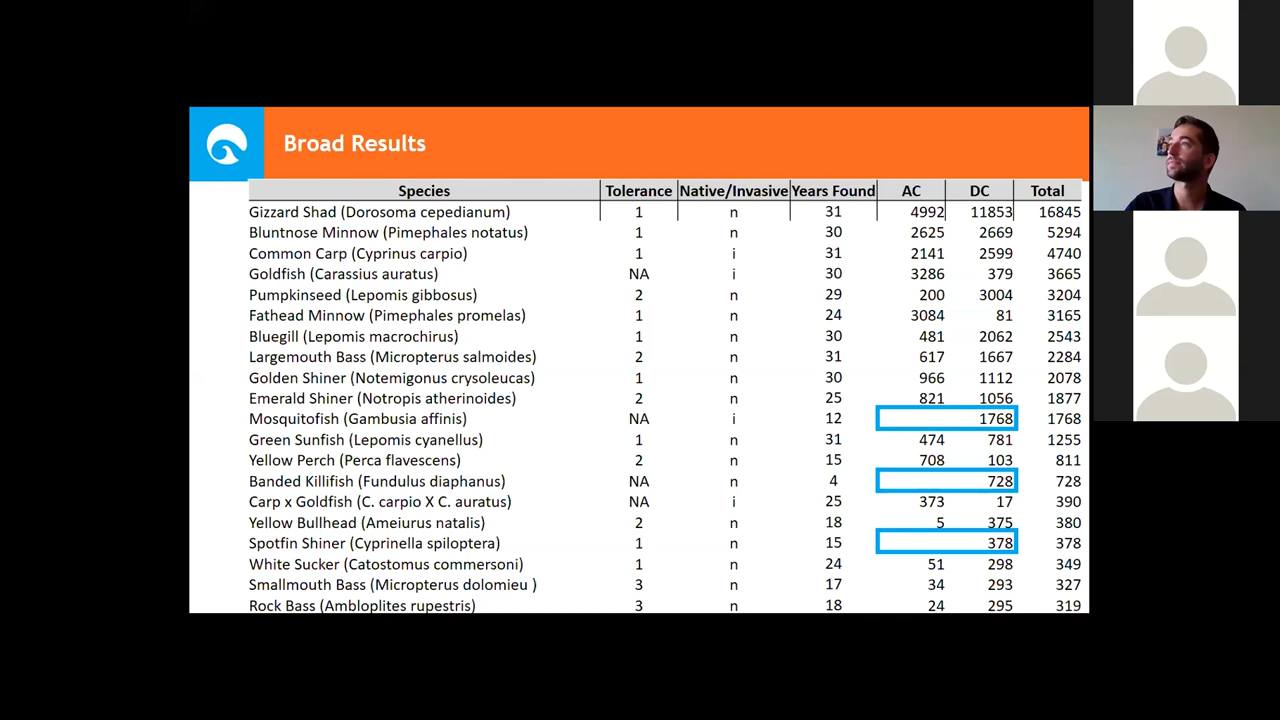 Broad Results
Species Tolerance Native/Invasive Years Found AC DC Total
Gizzard Shad (Dorosoma cepedianum) 1 n 31 4992 11853 16845
Bluntnose Minnow (Pimephales notatus) 1 n 30 2625 2669 5294
Common Carp (Cyprinus carpio) 1 i 31 2141 2599 4740
Goldfish (Carassius auratus) NA i 30 3286 379 3665
Pumpkinseed (Lepomis gibbosus) 2 n 29 200 3004 3204
Fathead Minnow (Pimephales promelas) 1 n 24 3084 81 3165
Bluegill (Lepomis macrochirus) 1 n 30 481 2062 2543
Largemouth Bass (Micropterus salmoides) 2 n 31 617 1667 2284
Golden Shiner (Notemigonus crysoleucas) 1 n 30 966 1112 2078
Emerald Shiner (Notropis atherinoides) 2 n 25 821 1056 1877
Mosquitofish (Gambusia affinis) NA i 12 1768 1768
Green Sunfish (Lepomis cyanellus) 1 n 31 474 781 1255
Yellow Perch (Perca flavescens) 2 n 15 708 103 811
Banded Killifish (Fundulus diaphanus) NA n 4 728 728
Carp x Goldfish (C. carpio X C. auratus) NA i 25 373 17 390
Yellow Bullhead (Ameiurus natalis) 2 n 18 5 375 380
Spotfin Shiner (Cyprinella spiloptera) 1 n 15 378 378
White Sucker (Catostomus commersoni) 1 n 24 51 298 349
Smallmouth Bass (Micropterus dolomieu ) 3 n 17 34 293 327
Rock Bass (Ambloplites rupestris) 3 n 18 24 295 319